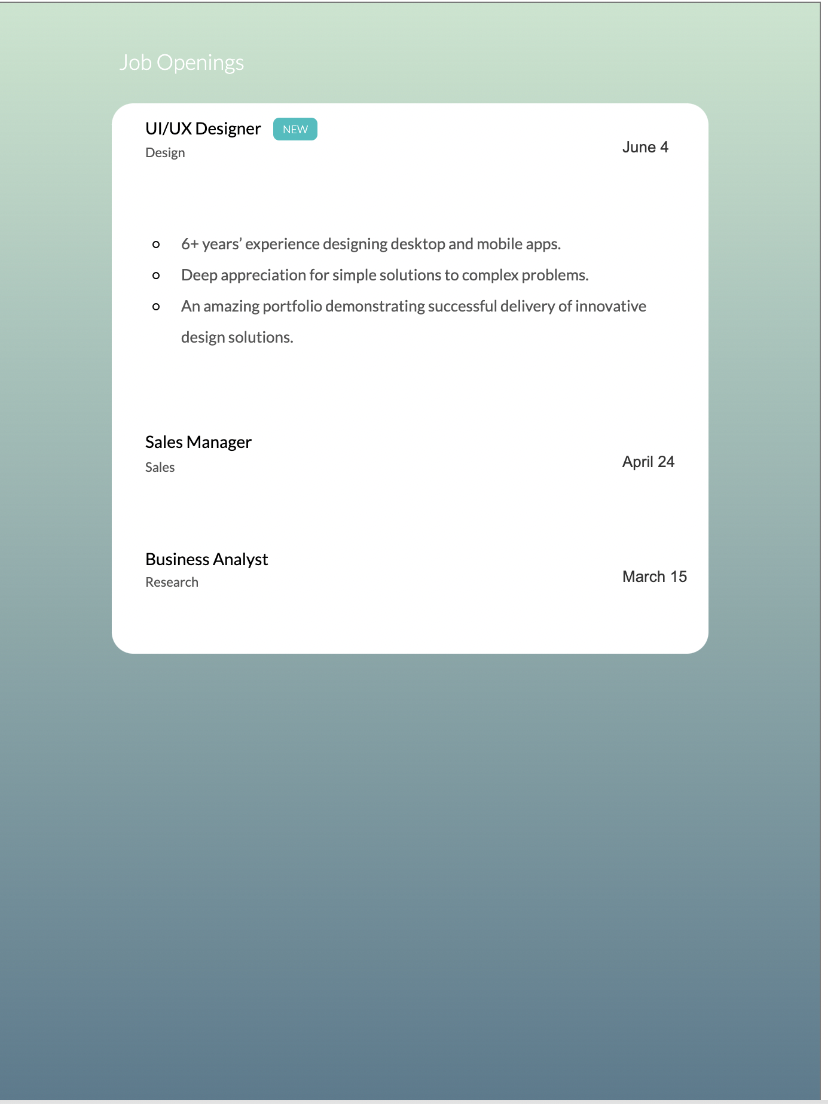 Job Openings
UI/UX Designer NEW
Design
June 4
6+ years’ experience designing desktop and mobile apps.
Deep appreciation for simple solutions to complex problems.
An amazing portfolio demonstrating successful delivery of innovative
design solutions.
Sales Manager
Sales
April 24
Business Analyst
Research
March 15